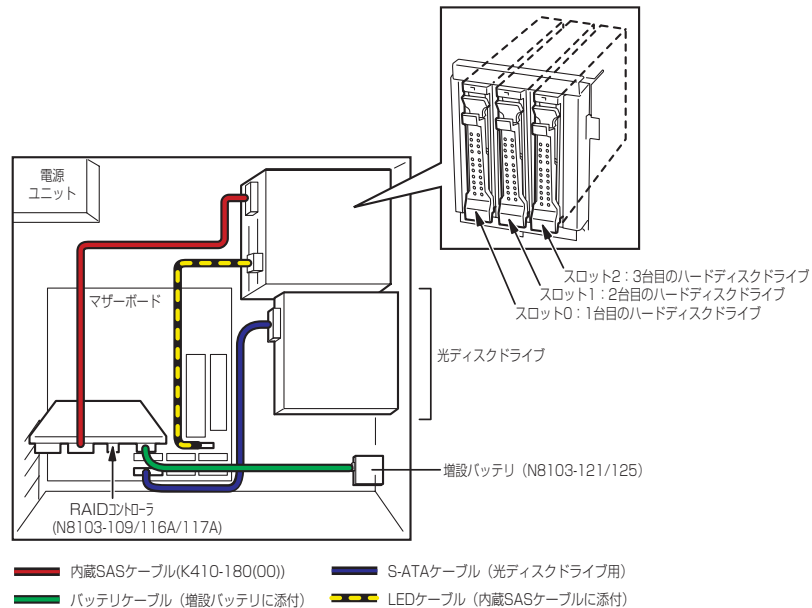 電源
ユニット
スロット2：3台目のハードディスクドライブ
スロット1：2台目のハードディスクドライブ
スロット0：1台目のハードディスクドライブ
マザーボード
光ディスクドライブ
増設バッテリ（N8103-121/125）
RAIDコントローラ
(N8103-109/116A/117A)
内蔵SASケーブル(K410-180(00))
S-ATAケーブル（光ディスクドライブ用）
バッテリケーブル（増設バッテリに添付）
LEDケーブル（内蔵SASケーブルに添付）